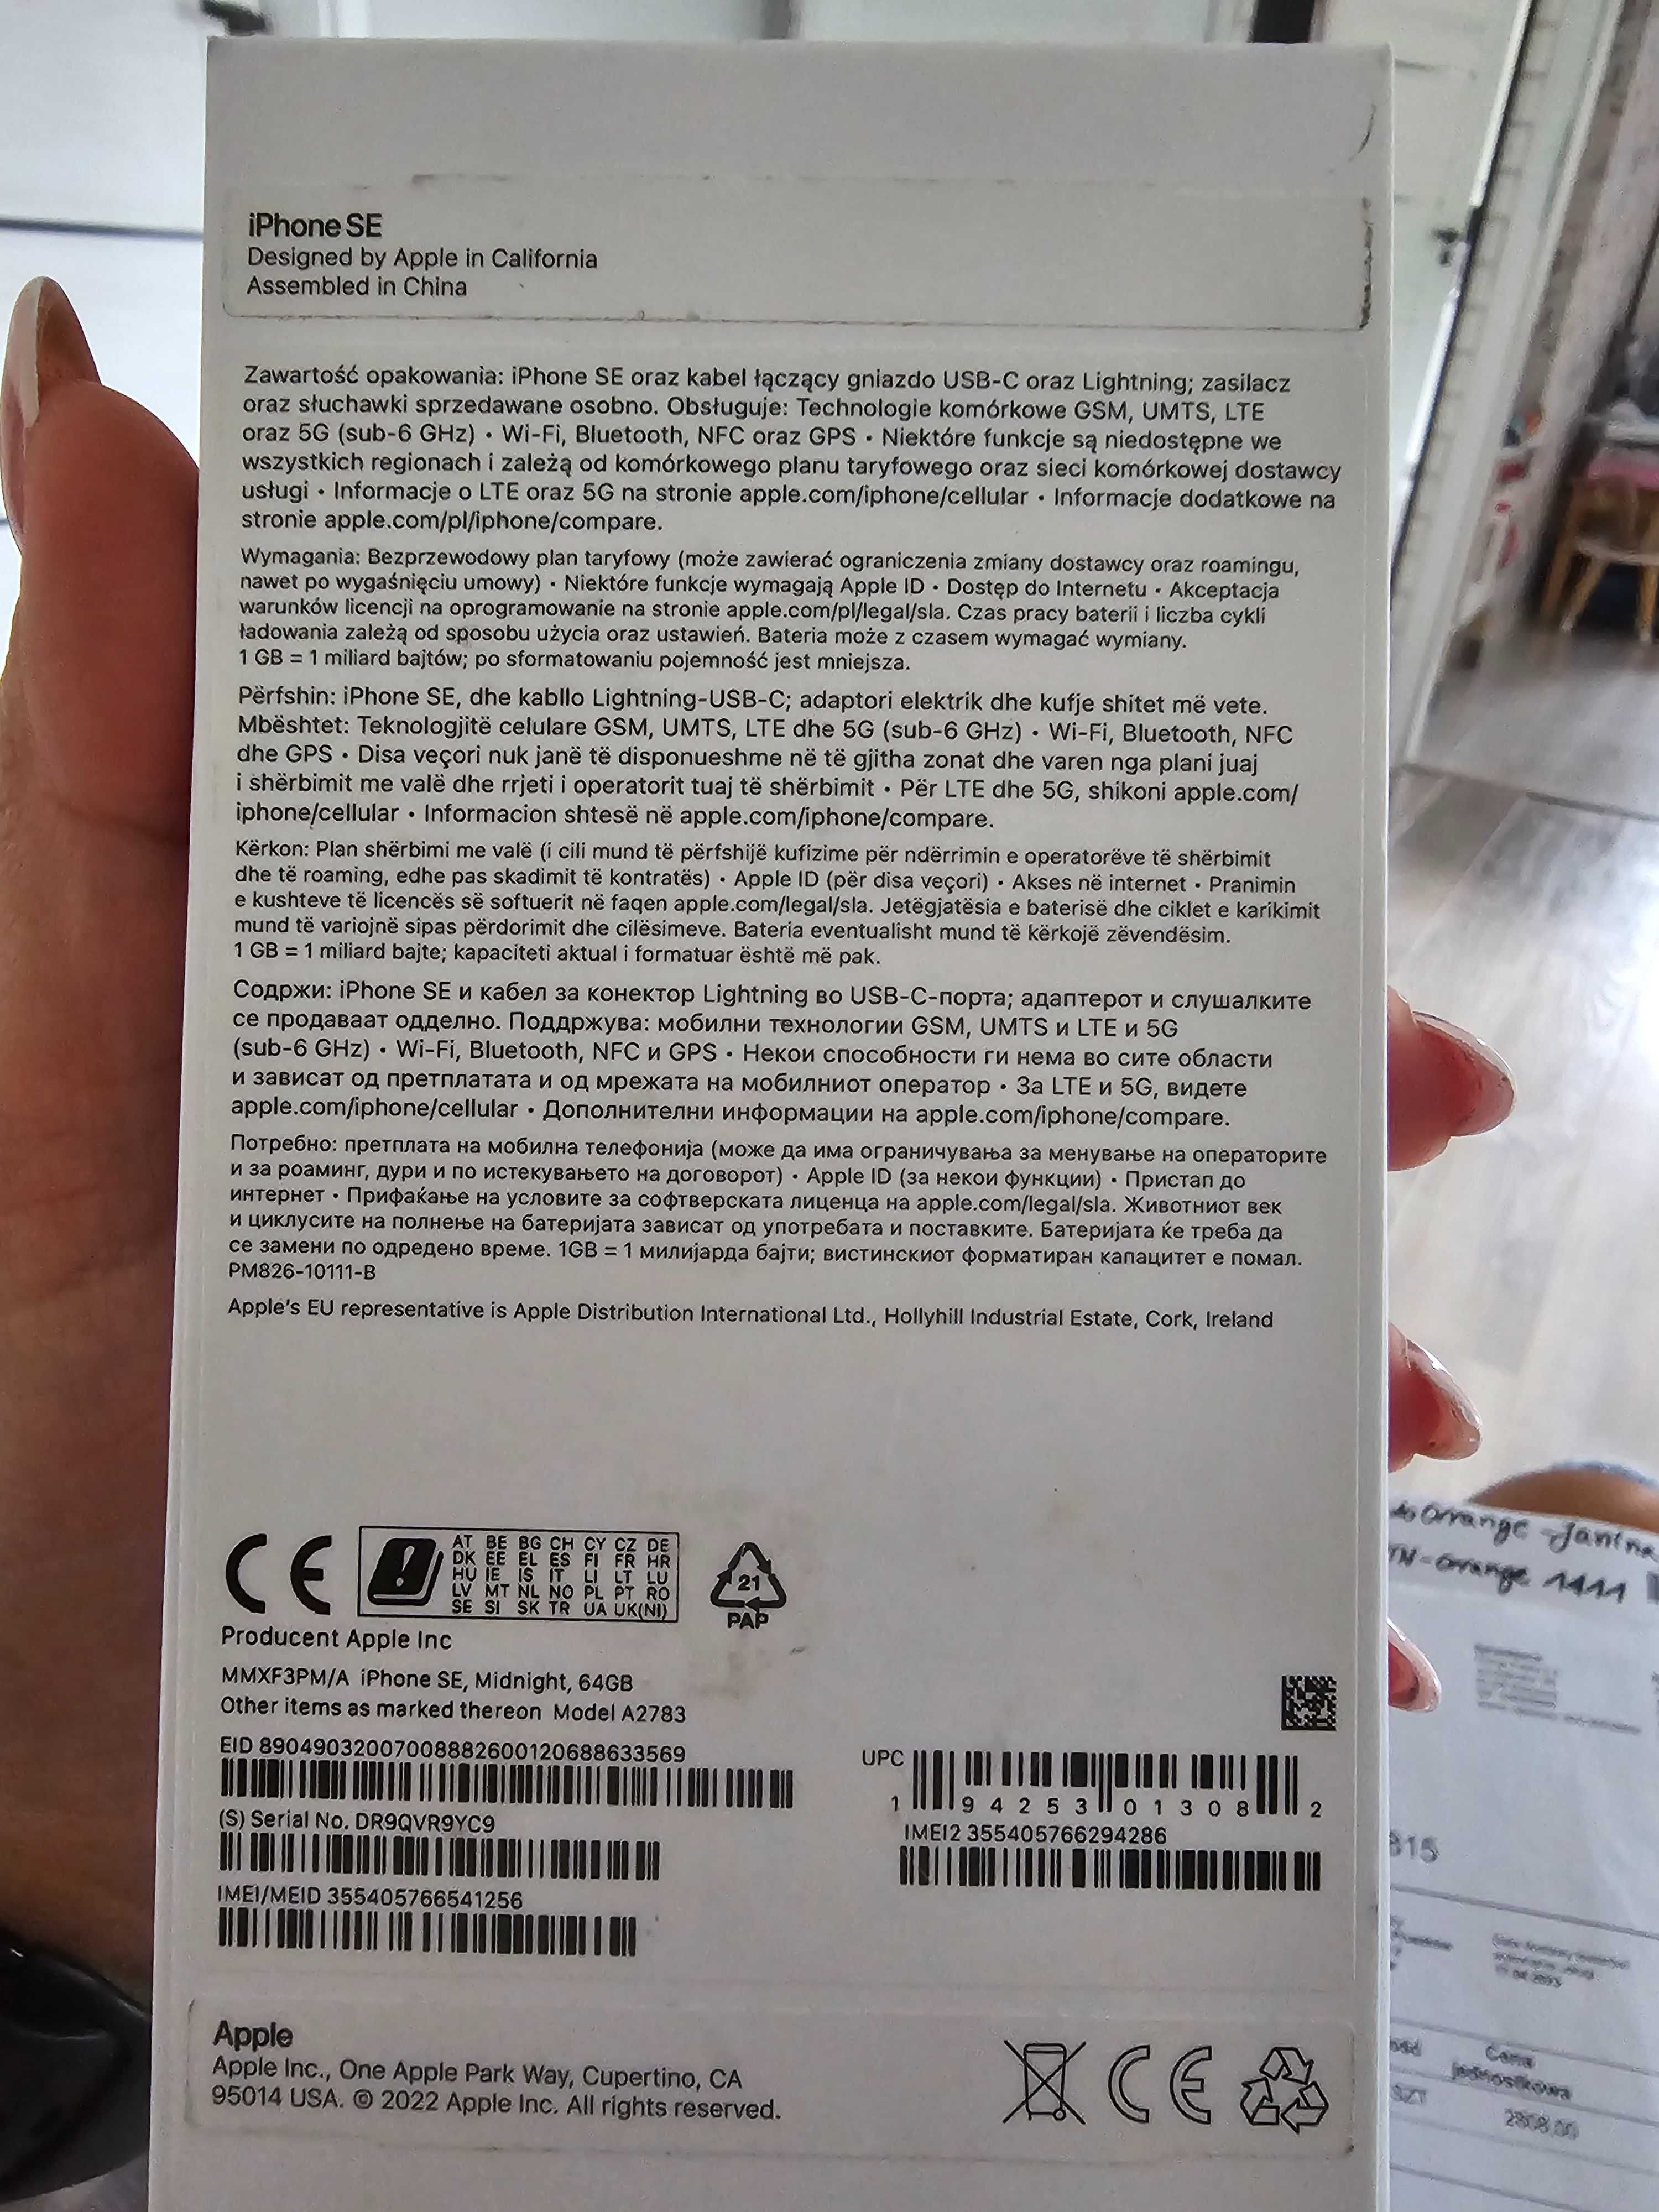 iPhone SE
Designed by Apple in California
Assembled in China
Zawartość opakowania: iPhone SE oraz kabel łączący gniazdo USB-C oraz Lightning; zasilacz
oraz słuchawki sprzedawane osobno. Obsługuje: Technologie komórkowe GSM, UMTS, LTE
oraz 5G (sub-6 GHz) • Wi-Fi, Bluetooth, NFC oraz GPS • Niektóre funkcje są niedostępne we
wszystkich regionach i zależą od komórkowego planu taryfowego oraz sieci komórkowej dostawcy
usługi • Informacje o LTE oraz 5G na stronie apple.com/iphone/cellular • Informacje dodatkowe na
stronie apple.com/pl/iphone/compare.
Wymagania: Bezprzewodowy plan taryfowy (może zawierać ograniczenia zmiany dostawcy oraz roamingu,
nawet po wygaśnięciu umowy) • Niektóre funkcje wymagają Apple ID • Dostęp do Internetu • Akceptacja
warunków licencji na oprogramowanie na stronie apple.com/pl/legal/sla. Czas pracy baterii i liczba cykli
ładowania zależą od sposobu użycia oraz ustawień. Bateria może z czasem wymagać wymiany.
1 GB = 1 miliard bajtów; po sformatowaniu pojemność jest mniejsza.
Përfshin: iPhone SE, dhe kabllo Lightning-USB-C; adaptori elektrik dhe kufje shitet më vete.
Mbështet: Teknologjitë celulare GSM, UMTS, LTE dhe 5G (sub-6 GHz) • Wi-Fi, Bluetooth, NFC
dhe GPS • Disa veçori nuk janë të disponueshme në të gjitha zonat dhe varen nga plani juaj
i shërbimit me valë dhe rrjeti i operatorit tuaj të shërbimit • Për LTE dhe 5G, shikoni apple.com/
iphone/cellular • Informacion shtesë në apple.com/iphone/compare.
Kërkon: Plan shërbimi me valë (i cili mund të përfshijë kufizime për ndërrimin e operatorëve të shërbimit
dhe të roaming, edhe pas skadimit të kontratës) • Apple ID (për disa veçori) • Akses në internet • Pranimin
e kushteve të licencës së softuerit në faqen apple.com/legal/sla. Jetëgjatësia e baterisë dhe ciklet e karikimit
mund të variojnë sipas përdorimit dhe cilësimeve. Bateria eventualisht mund të kërkojë zëvendësim.
1 GB = 1 miliard bajte; kapaciteti aktual i formatuar është më pak.
Содржи: iPhone SE и кабел за конектор Lightning во USB-C-порта; адаптерот и слушалките
се продаваат одделно. Поддржува: мобилни технологии GSM, UMTS и LTE и 5G
(sub-6 GHz) • Wi-Fi, Bluetooth, NFC и GPS • Некои способности ги нема во сите области
и зависат од претплатата и од мрежата на мобилниот оператор • За LTE и 5G, видете
apple.com/iphone/cellular • Дополнителни информации на apple.com/iphone/compare.
Потребно: претплата на мобилна телефонија (може да има ограничувања за менување на операторите
и за роаминг, дури и по истекувањето на договорот) • Apple ID (за некои функции) • Пристап до
интернет • Прифаќање на условите за софтверската лиценца на apple.com/legal/sla. Животниот век
и циклусите на полнење на батеријата зависат од употребата и поставките. Батеријата ќе треба да
се замени по одредено време. 1GB = 1 милијарда бајти; вистинскиот форматиран капацитет е помал.
PM826-10111-B
Apple's EU representative is Apple Distribution International Ltd., Hollyhill Industrial Estate, Cork, Ireland
CE
AT BE BG CH CY CZ DE
DK EE EL ES FI FR HR
HU IE IS IT LI LT LU
LV MT NL NO PL PT RO
SE SI SK TR UA UK(NI)
21
PAP
Producent Apple Inc
MMXF3PM/A iPhone SE, Midnight, 64GB
Other items as marked thereon Model A2783
EID 89049032007008882600120688633569
UPC
1 94253 01308 2
(S) Serial No. DR9QVR9YC9
IMEI2 355405766294286
IMEI/MEID 355405766541256
Apple
Apple Inc., One Apple Park Way, Cupertino, CA
95014 USA. © 2022 Apple Inc. All rights reserved.
CE
Orange - Janina
Orange 1411
815
Cena
jednostkowa
SZT
2808.00